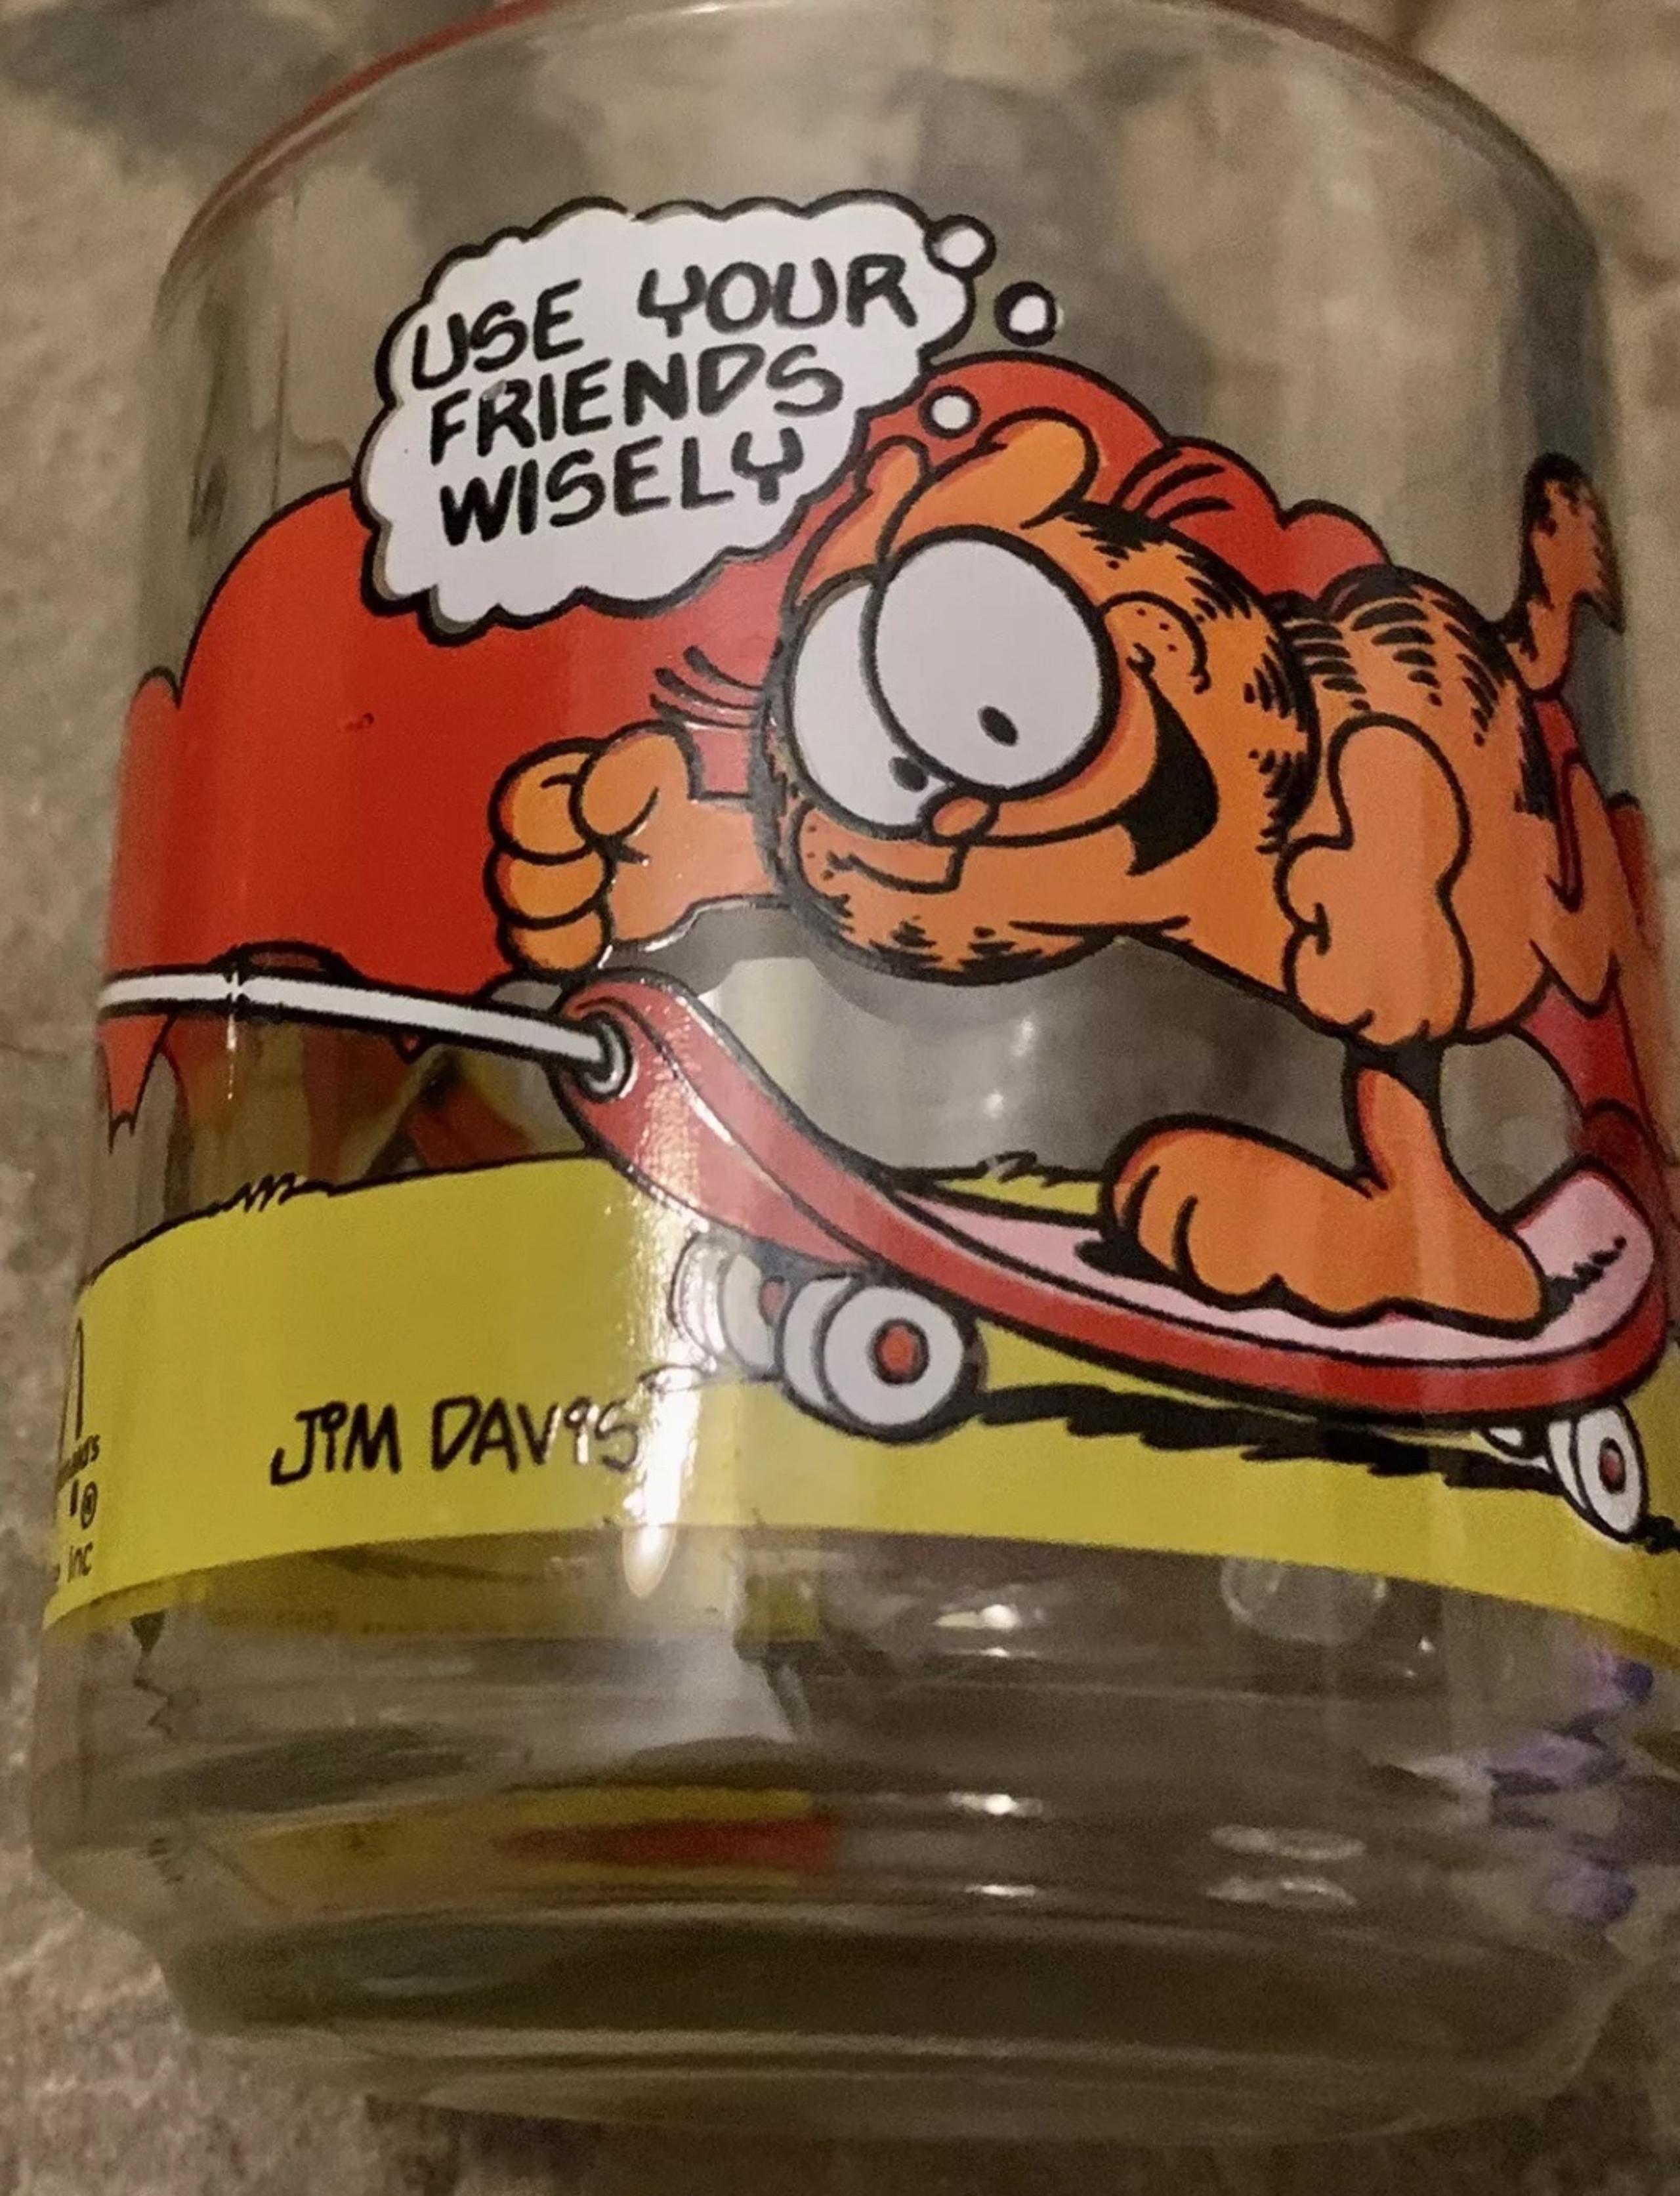 USE YOUR
FRIENDS
WISELY
JIM DAVIS
®
inc